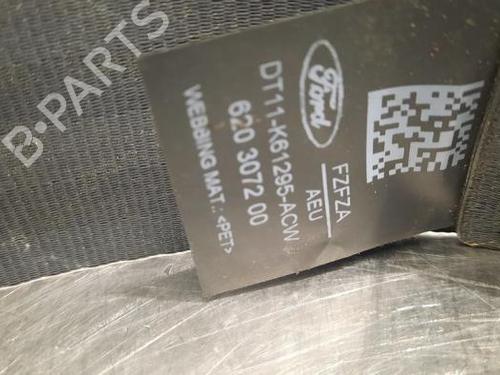 B-PARTS
Ford
DT11-K61295-ACW
620 3072 00
WEBBING MAT.: <PET>
FZFZA
AEU